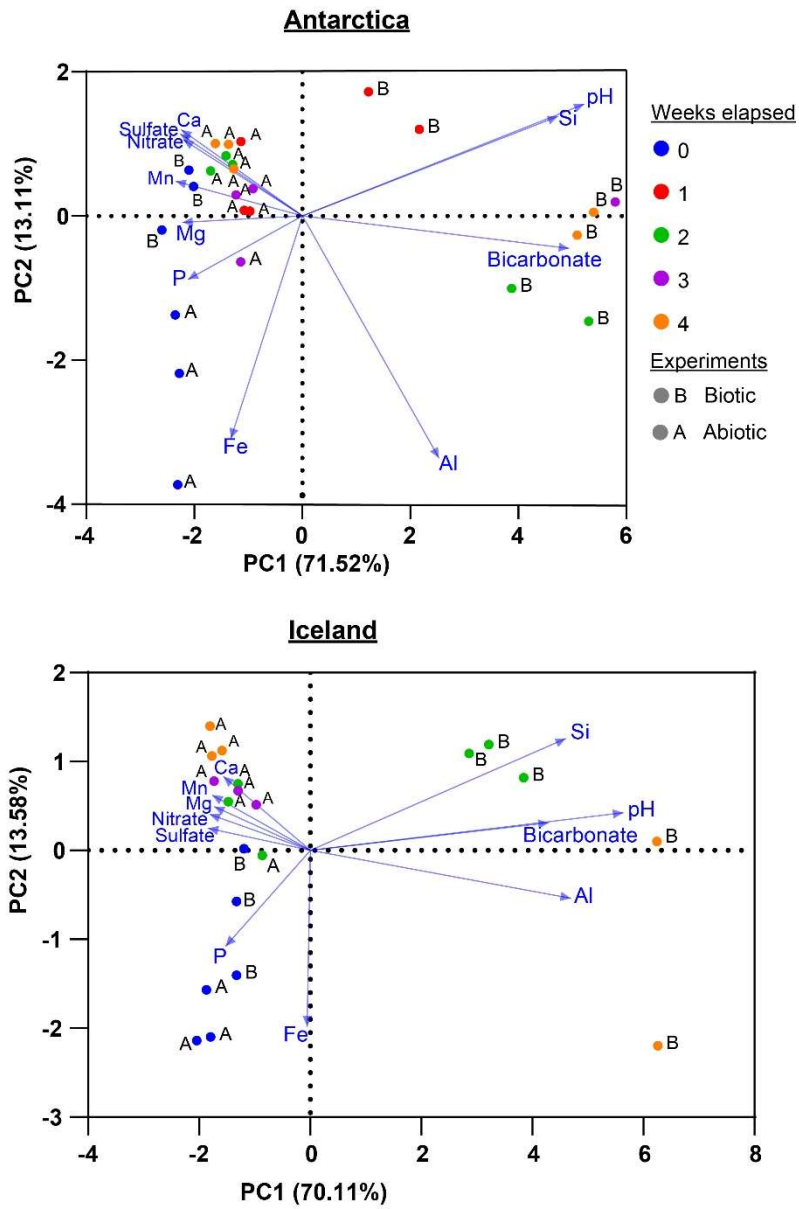 Antarctica
2
0
-2
-4
PC2 (13.11%)
B
B
pH
Si
Ca
Sulfate
Nitrate
Mn
Mg
P
Fe
Al
Bicarbonate
A A A
A
A A
A A A
A A
B
B
B
A
A
A
A
B B
B
B
B
-4 -2 0 2 4 6
PC1 (71.52%)
Weeks elapsed
0
1
2
3
4
Experiments
B Biotic
A Abiotic
Iceland
2
1
0
-1
-2
-3
PC2 (13.58%)
A
A A
A A
A
A A
Ca
Mn
Mg
Nitrate
Sulfate
P
Fe
B
B
B
Si
pH
Bicarbonate
Al
B
B A
B
B
A
A A
B
-4 -2 0 2 4 6 8
PC1 (70.11%)